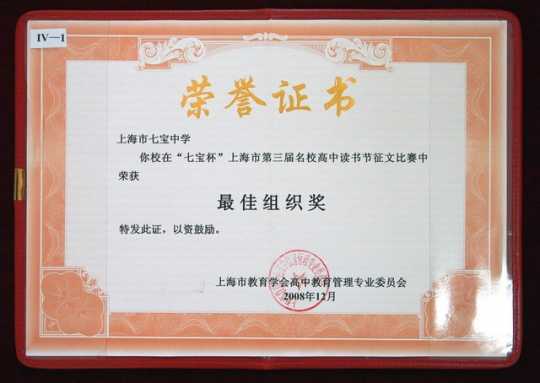 IV—1
荣誉证书
上海市七宝中学
你校在“七宝杯”上海市第三届名校高中读书节征文比赛中
荣获
最佳组织奖
特发此证，以资鼓励。
上海市教育学会高中教育管理专业委员会
2008年12月